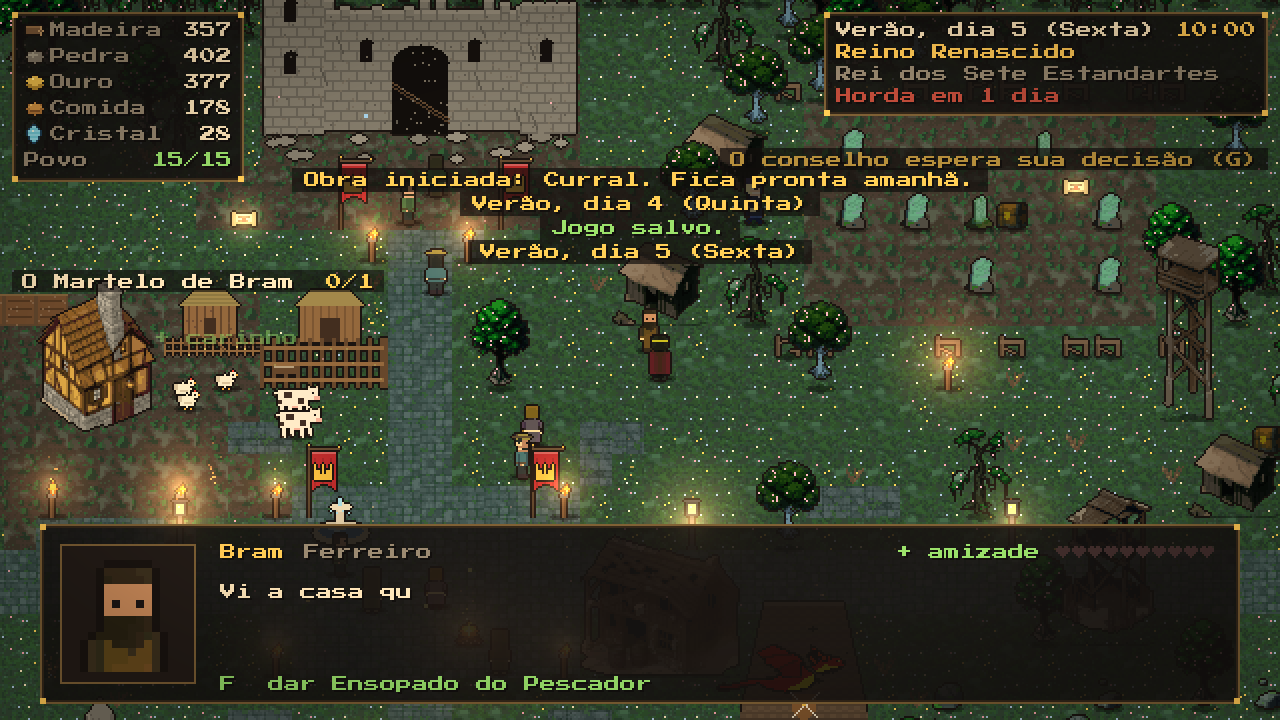 Madeira 357
Pedra 402
Ouro 377
Comida 178
Cristal 28
Povo 15/15
Verão, dia 5 (Sexta) 10:00
Reino Renascido
Rei dos Sete Estandartes
Horda em 1 dia
O conselho espera sua decisão (G)
Obra iniciada: Curral. Fica pronta amanhã.
Verão, dia 4 (Quinta)
Jogo salvo.
Verão, dia 5 (Sexta)
O Martelo de Bram 0/1
+ carinho
Bram Ferreiro
+ amizade
Vi a casa qu
F dar Ensopado do Pescador